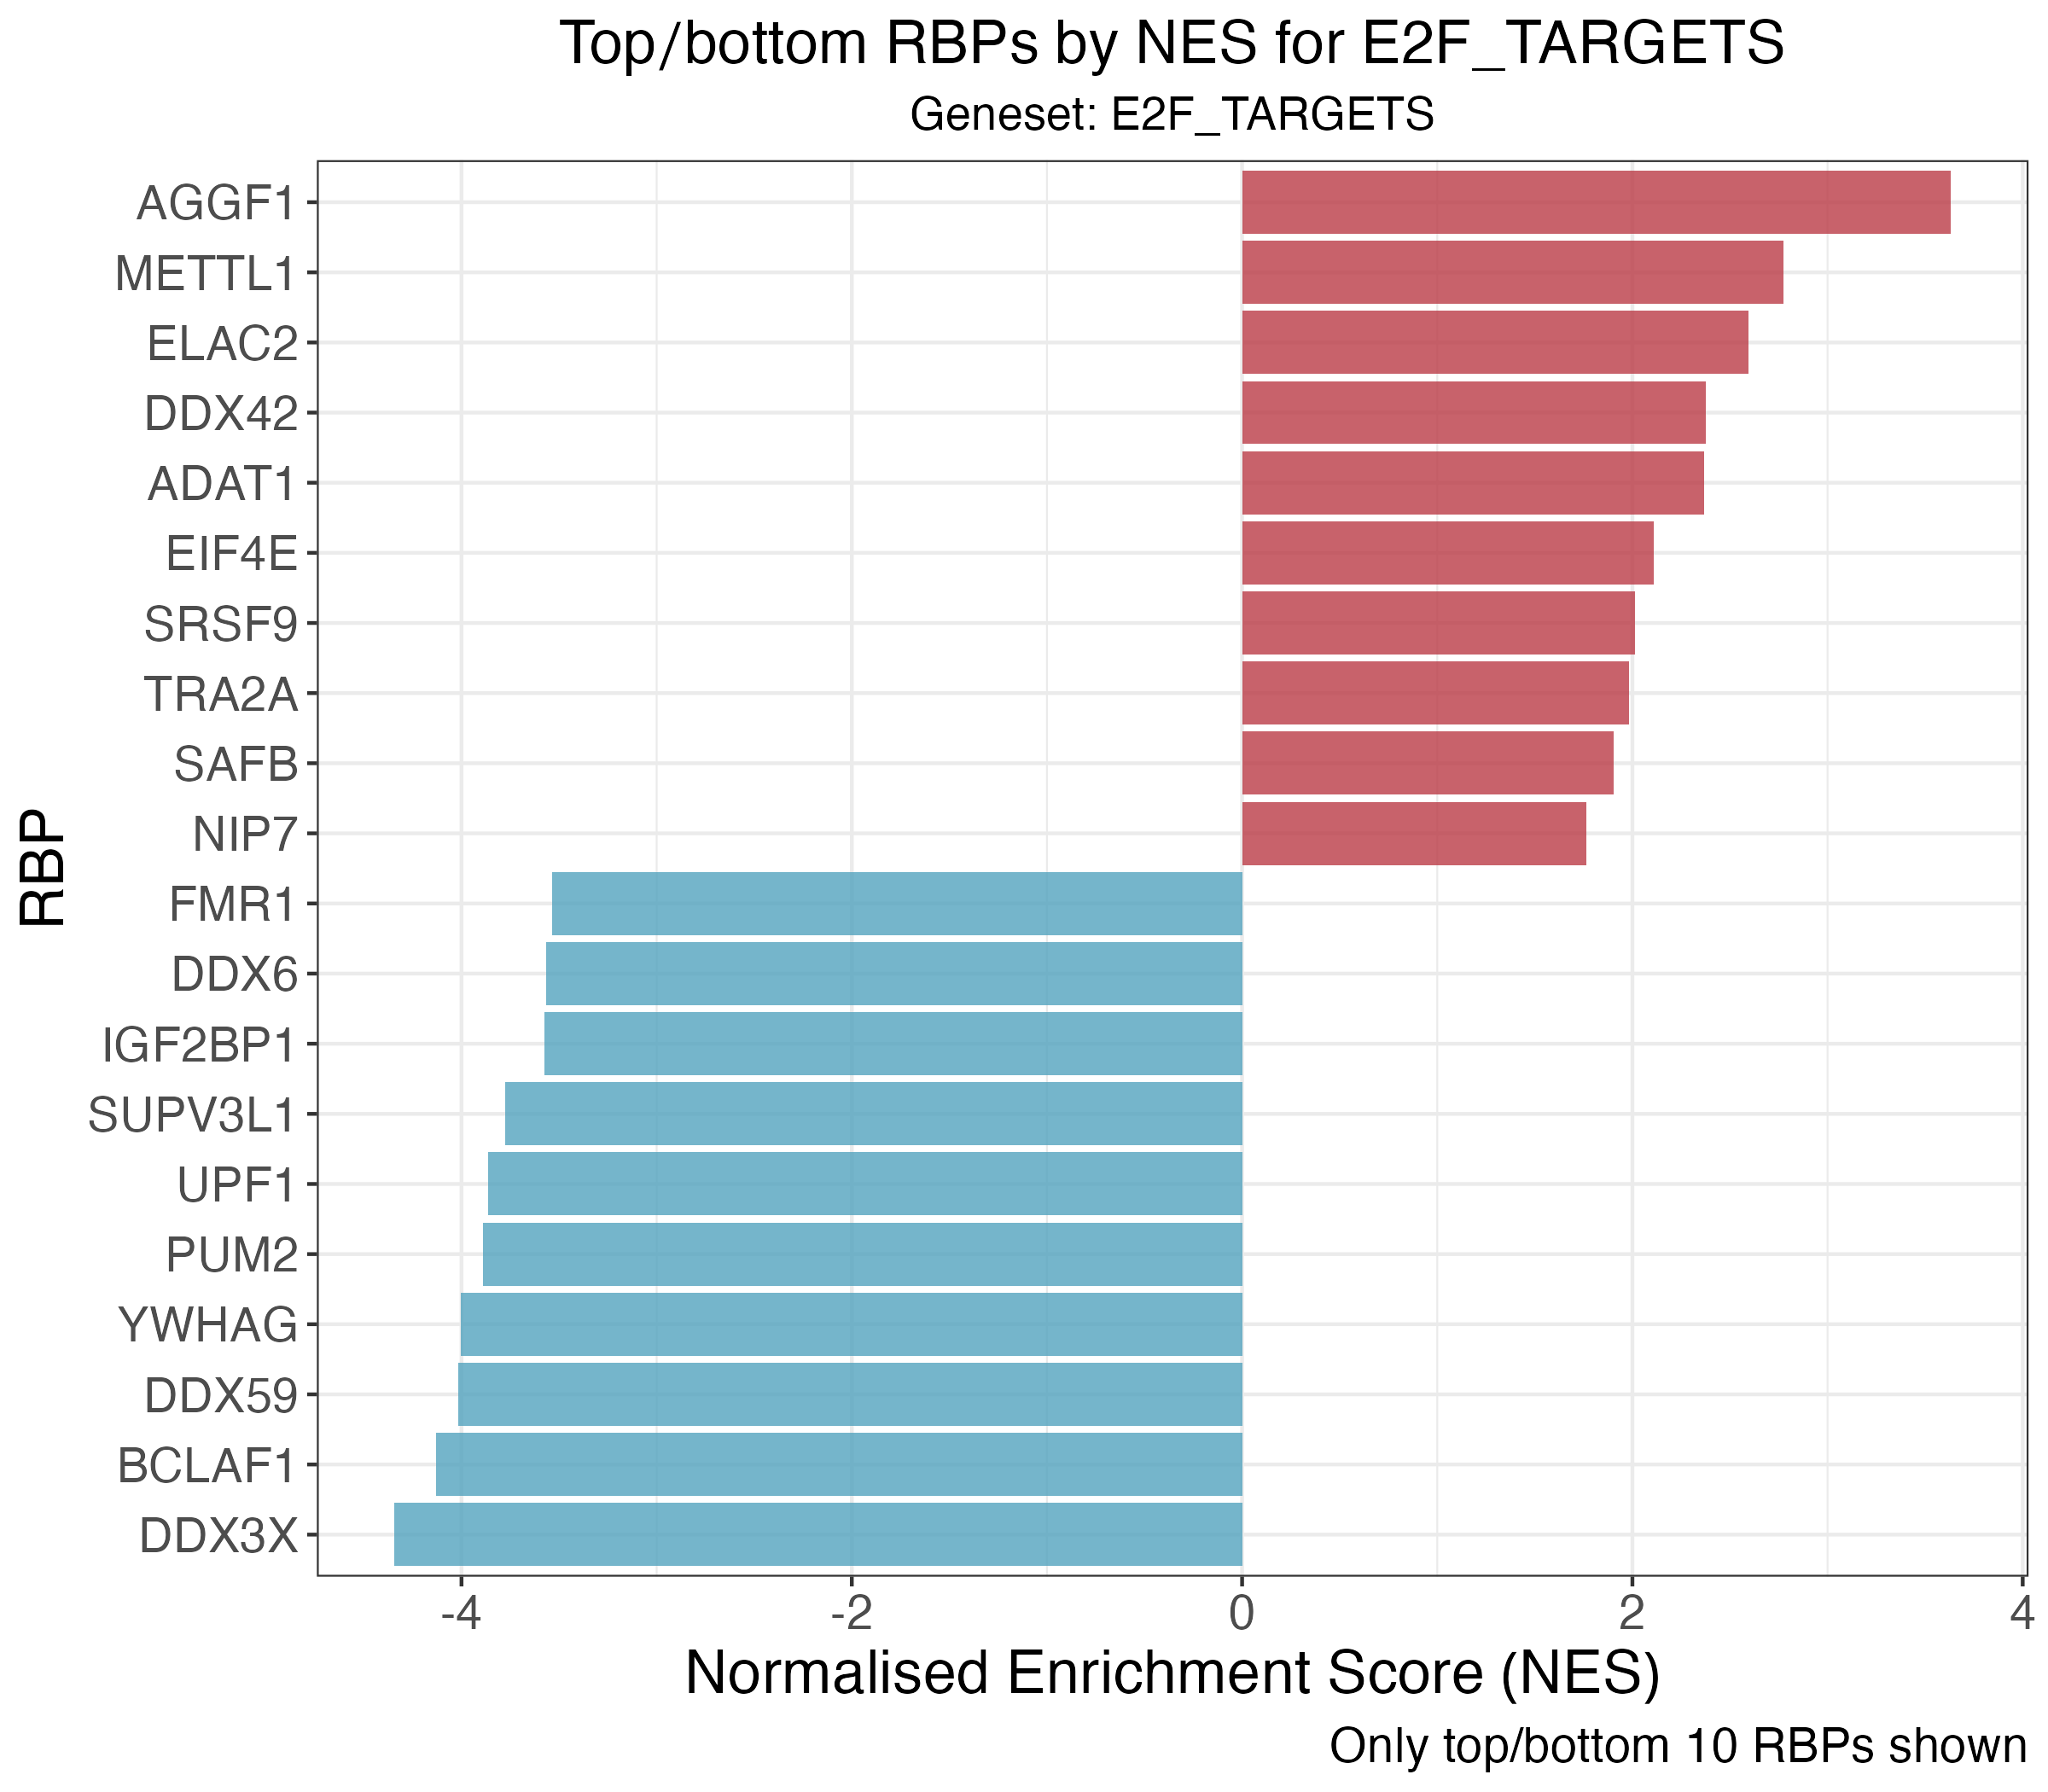 Top/bottom RBPs by NES for E2F_TARGETS
Geneset: E2F_TARGETS
RBP
AGGF1
METTL1
ELAC2
DDX42
ADAT1
EIF4E
SRSF9
TRA2A
SAFB
NIP7
FMR1
DDX6
IGF2BP1
SUPV3L1
UPF1
PUM2
YWHAG
DDX59
BCLAF1
DDX3X
-4 -2 0 2 4
Normalised Enrichment Score (NES)
Only top/bottom 10 RBPs shown